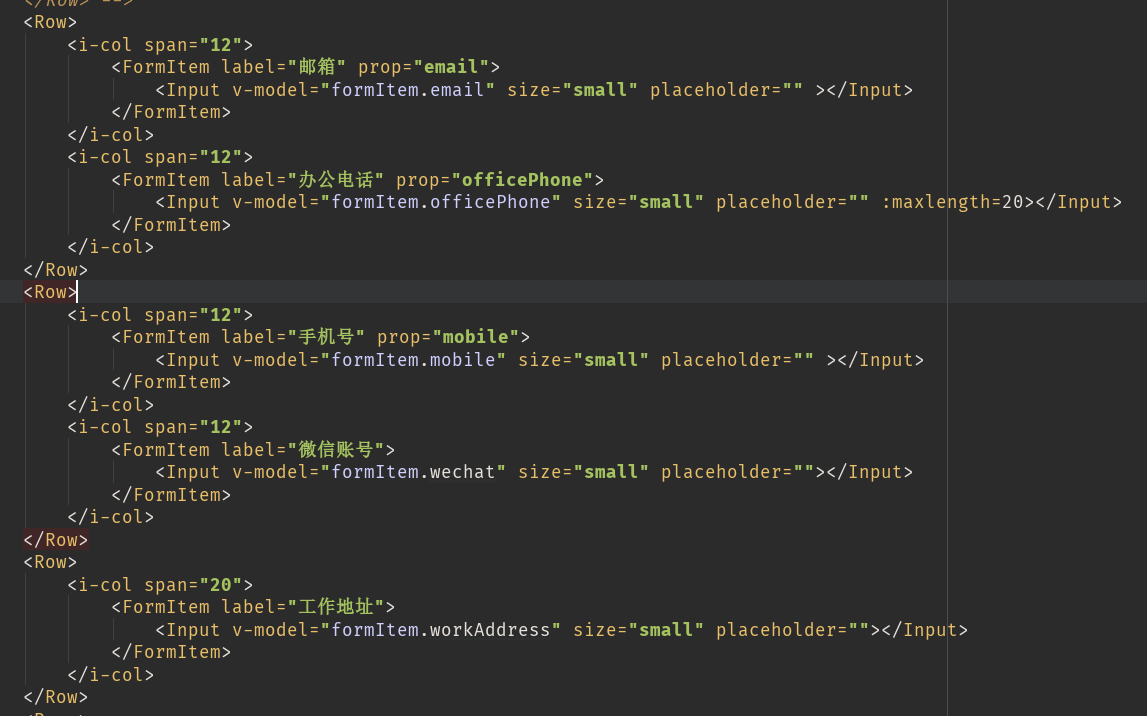 </Row> -->
<Row>
    <i-col span="12">
        <FormItem label="邮箱" prop="email">
            <Input v-model="formItem.email" size="small" placeholder="" ></Input>
        </FormItem>
    </i-col>
    <i-col span="12">
        <FormItem label="办公电话" prop="officePhone">
            <Input v-model="formItem.officePhone" size="small" placeholder="" :maxlength=20></Input>
        </FormItem>
    </i-col>
</Row>
<Row>
    <i-col span="12">
        <FormItem label="手机号" prop="mobile">
            <Input v-model="formItem.mobile" size="small" placeholder="" ></Input>
        </FormItem>
    </i-col>
    <i-col span="12">
        <FormItem label="微信账号">
            <Input v-model="formItem.wechat" size="small" placeholder=""></Input>
        </FormItem>
    </i-col>
</Row>
<Row>
    <i-col span="20">
        <FormItem label="工作地址">
            <Input v-model="formItem.workAddress" size="small" placeholder=""></Input>
        </FormItem>
    </i-col>
</Row>